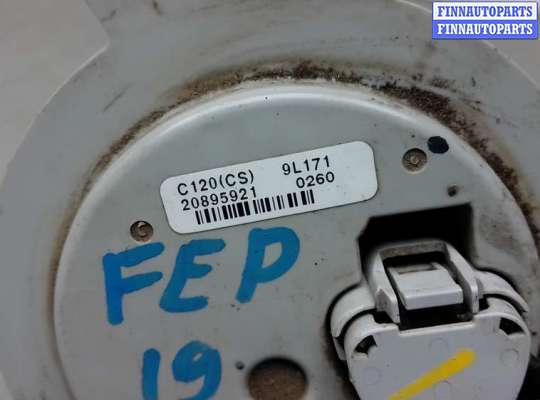 FINNAUTOPARTS
FINNAUTOPARTS
C120(CS) 9L171
20895921 0260
FEP
19